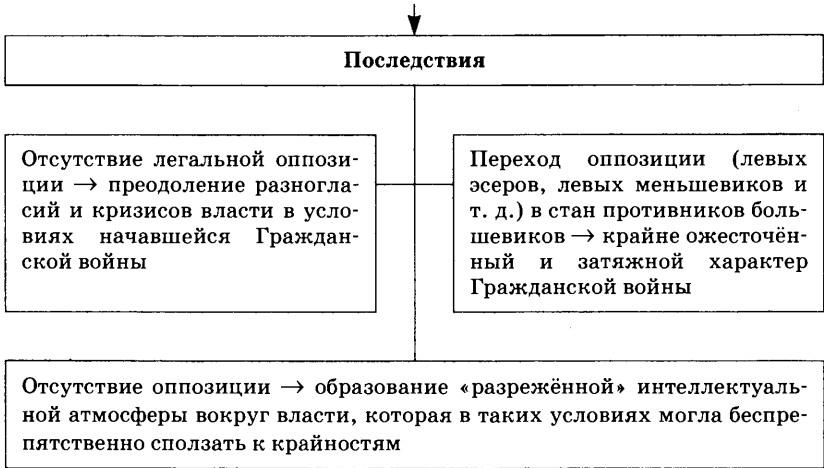 Последствия
Отсутствие легальной оппози-
ции → преодоление разногла-
сий и кризисов власти в усло-
виях начавшейся Граждан-
ской войны
Переход оппозиции (левых
эсеров, левых меньшевиков и
т. д.) в стан противников боль-
шевиков → крайне ожесточён-
ный и затяжной характер
Гражданской войны
Отсутствие оппозиции → образование «разрежённой» интеллектуаль-
ной атмосферы вокруг власти, которая в таких условиях могла беспре-
пятственно сползать к крайностям